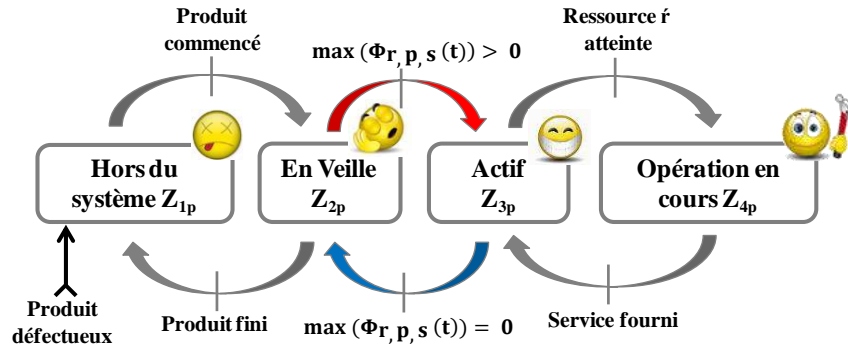 Produit
commencé
max (Φr, p, s (t)) > 0
Ressource ŕ
atteinte
Hors du
système Z1p
En Veille
Z2p
Actif
Z3p
Opération en
cours Z4p
Produit
défectueux
Produit fini
max (Φr, p, s (t)) = 0
Service fourni